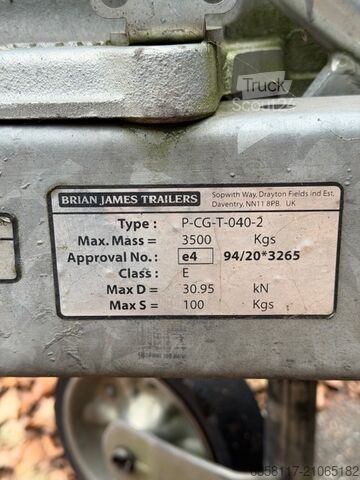 Truck
Scout24
BRIAN JAMES TRAILERS
Sopwith Way, Drayton Fields ind Est.
Daventry, NN11 8PB. UK
Type : P-CG-T-040-2
Max. Mass = 3500 Kgs
Approval No.: e4 94/20*3265
Class : E
Max D = 30.95 kN
Max S = 100 Kgs
6858117-21065182